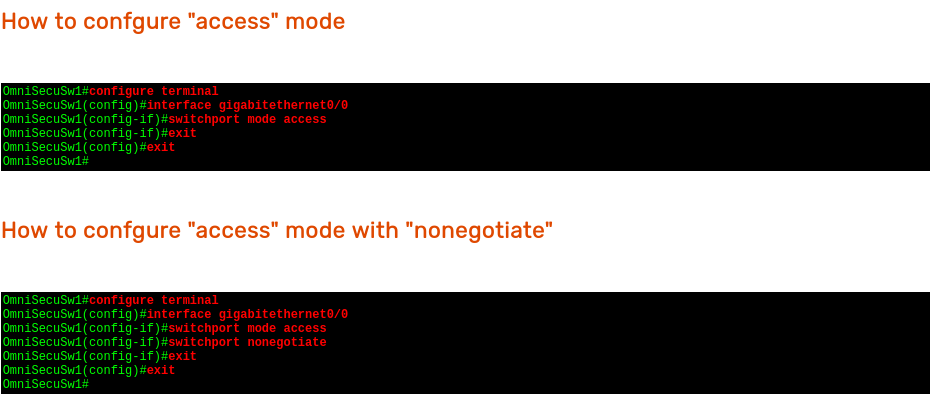 How to confgure "access" mode
OmniSecuSw1#configure terminal
OmniSecuSw1(config)#interface gigabitethernet0/0
OmniSecuSw1(config-if)#switchport mode access
OmniSecuSw1(config-if)#exit
OmniSecuSw1(config)#exit
OmniSecuSw1#
How to confgure "access" mode with "nonegotiate"
OmniSecuSw1#configure terminal
OmniSecuSw1(config)#interface gigabitethernet0/0
OmniSecuSw1(config-if)#switchport mode access
OmniSecuSw1(config-if)#switchport nonegotiate
OmniSecuSw1(config-if)#exit
OmniSecuSw1(config)#exit
OmniSecuSw1#